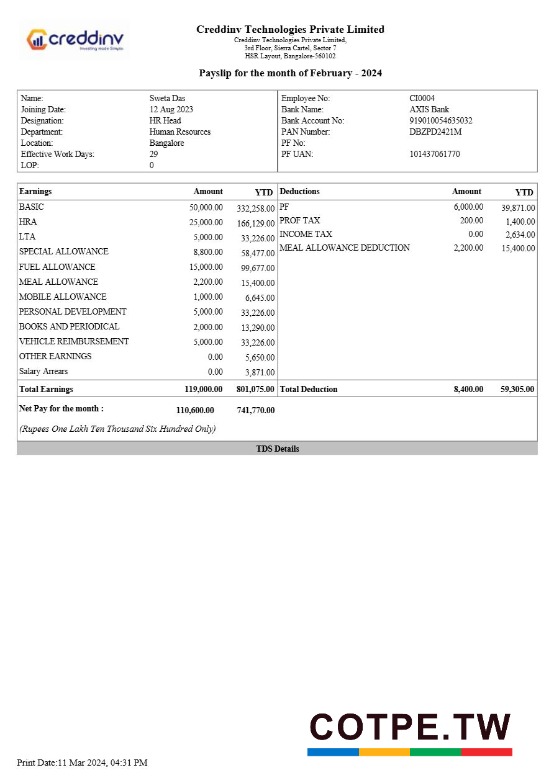 creddinv
Investing made Simple.
Creddinv Technologies Private Limited
Creddinv Technologies Private Limited,
3rd Floor, Sierra Cartel, Sector 7
HSR Layout, Bangalore-560102
Payslip for the month of February - 2024
Name: Sweta Das Employee No: CI0004
Joining Date: 12 Aug 2023 Bank Name: AXIS Bank
Designation: HR Head Bank Account No: 919010054635032
Department: Human Resources PAN Number: DBZPD2421M
Location: Bangalore PF No:
Effective Work Days: 29 PF UAN: 101437061770
LOP: 0
Earnings Amount YTD Deductions Amount YTD
BASIC 50,000.00 332,258.00 PF 6,000.00 39,871.00
HRA 25,000.00 166,129.00 PROF TAX 200.00 1,400.00
LTA 5,000.00 33,226.00 INCOME TAX 0.00 2,634.00
SPECIAL ALLOWANCE 8,800.00 58,477.00 MEAL ALLOWANCE DEDUCTION 2,200.00 15,400.00
FUEL ALLOWANCE 15,000.00 99,677.00
MEAL ALLOWANCE 2,200.00 15,400.00
MOBILE ALLOWANCE 1,000.00 6,645.00
PERSONAL DEVELOPMENT 5,000.00 33,226.00
BOOKS AND PERIODICAL 2,000.00 13,290.00
VEHICLE REIMBURSEMENT 5,000.00 33,226.00
OTHER EARNINGS 0.00 5,650.00
Salary Arrears 0.00 3,871.00
Total Earnings 119,000.00 801,075.00 Total Deduction 8,400.00 59,305.00
Net Pay for the month : 110,600.00 741,770.00
(Rupees One Lakh Ten Thousand Six Hundred Only)
TDS Details
COTPE.TW
Print Date:11 Mar 2024, 04:31 PM